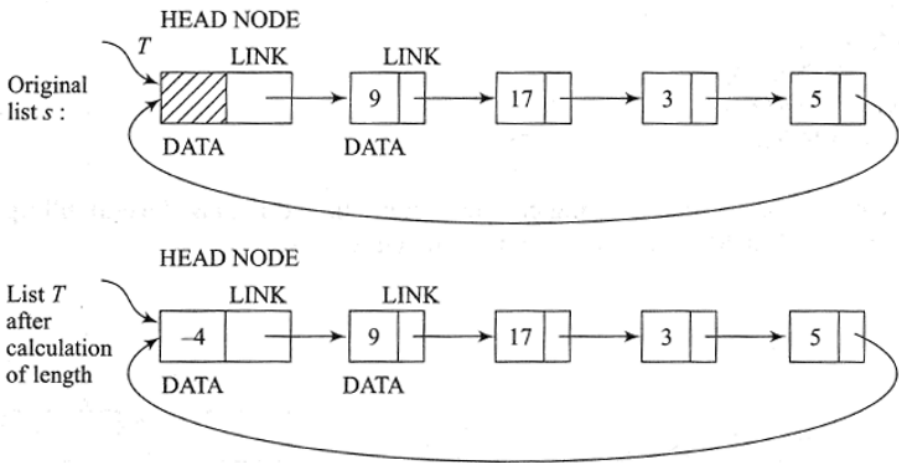 HEAD NODE
T
LINK LINK
Original
list s :
9 17 3 5
DATA DATA
HEAD NODE
LINK LINK
List T
after
calculation
of length
–4 9 17 3 5
DATA DATA